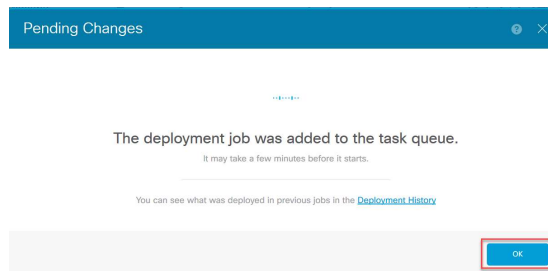 Pending Changes
The deployment job was added to the task queue.
It may take a few minutes before it starts.
You can see what was deployed in previous jobs in the Deployment History
OK